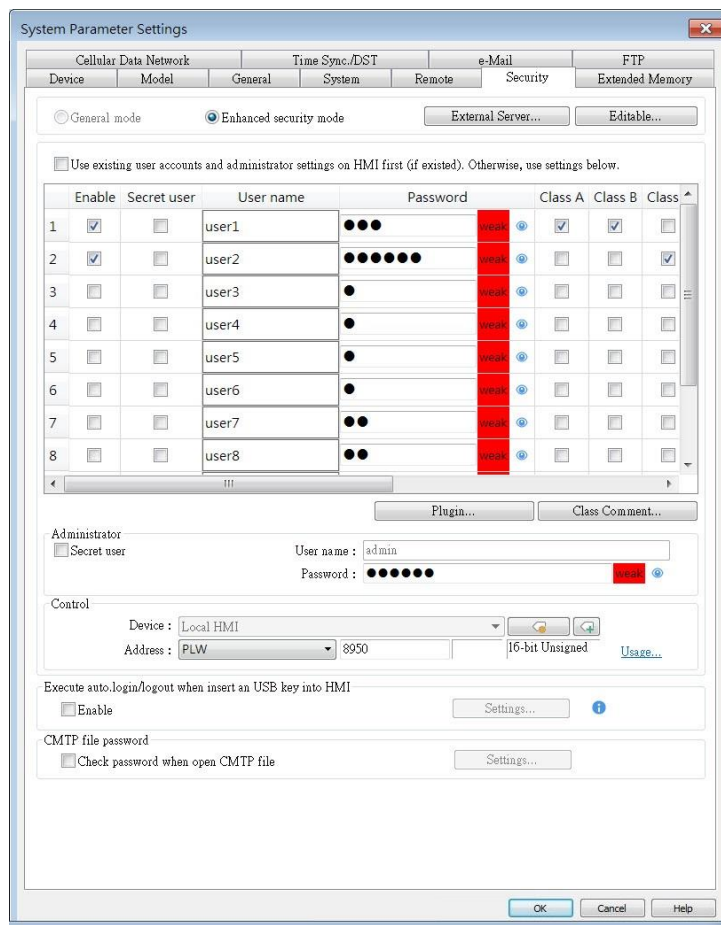 System Parameter Settings
Cellular Data Network Time Sync./DST e-Mail FTP
Device Model General System Remote Security Extended Memory
General mode Enhanced security mode External Server... Editable...
Use existing user accounts and administrator settings on HMI first (if existed). Otherwise, use settings below.
Enable Secret user User name Password Class A Class B Class
1 user1 ●●● weak
2 user2 ●●●●●● weak
3 user3 ● weak
4 user4 ● weak
5 user5 ● weak
6 user6 ● weak
7 user7 ●● weak
8 user8 ●● weak
Plugin... Class Comment...
Administrator
Secret user User name : admin
Password : ●●●●●● weak
Control
Device : Local HMI
Address : PLW 8950 16-bit Unsigned Usage...
Execute auto.login/logout when insert an USB key into HMI
Enable Settings...
CMTP file password
Check password when open CMTP file Settings...
OK Cancel Help